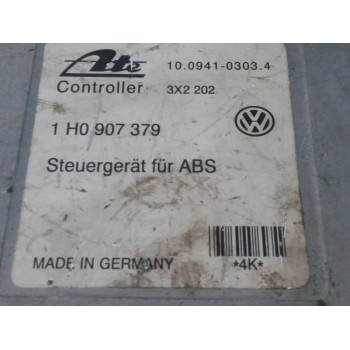 Ate 10.0941-0303.4
Controller 3X2 202
1 H0 907 379
Steuergerät für ABS
MADE IN GERMANY *4K*